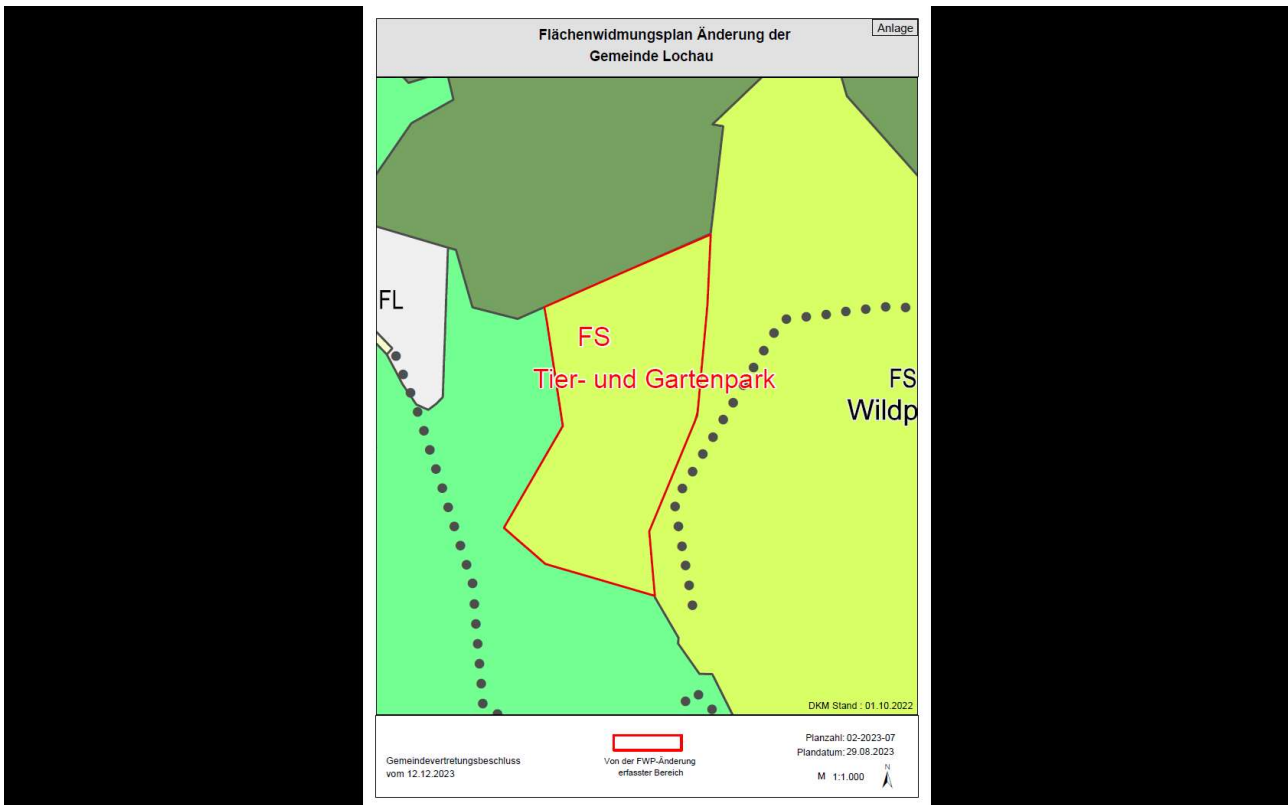 Flächenwidmungsplan Änderung der
Gemeinde Lochau
Anlage
FL
FS
Tier- und Gartenpark
FS
Wildp
DKM Stand : 01.10.2022
Gemeindevertretungsbeschluss
vom 12.12.2023
Von der FWP-Änderung
erfasster Bereich
Planzahl: 02-2023-07
Plandatum: 29.08.2023
M 1:1.000
N